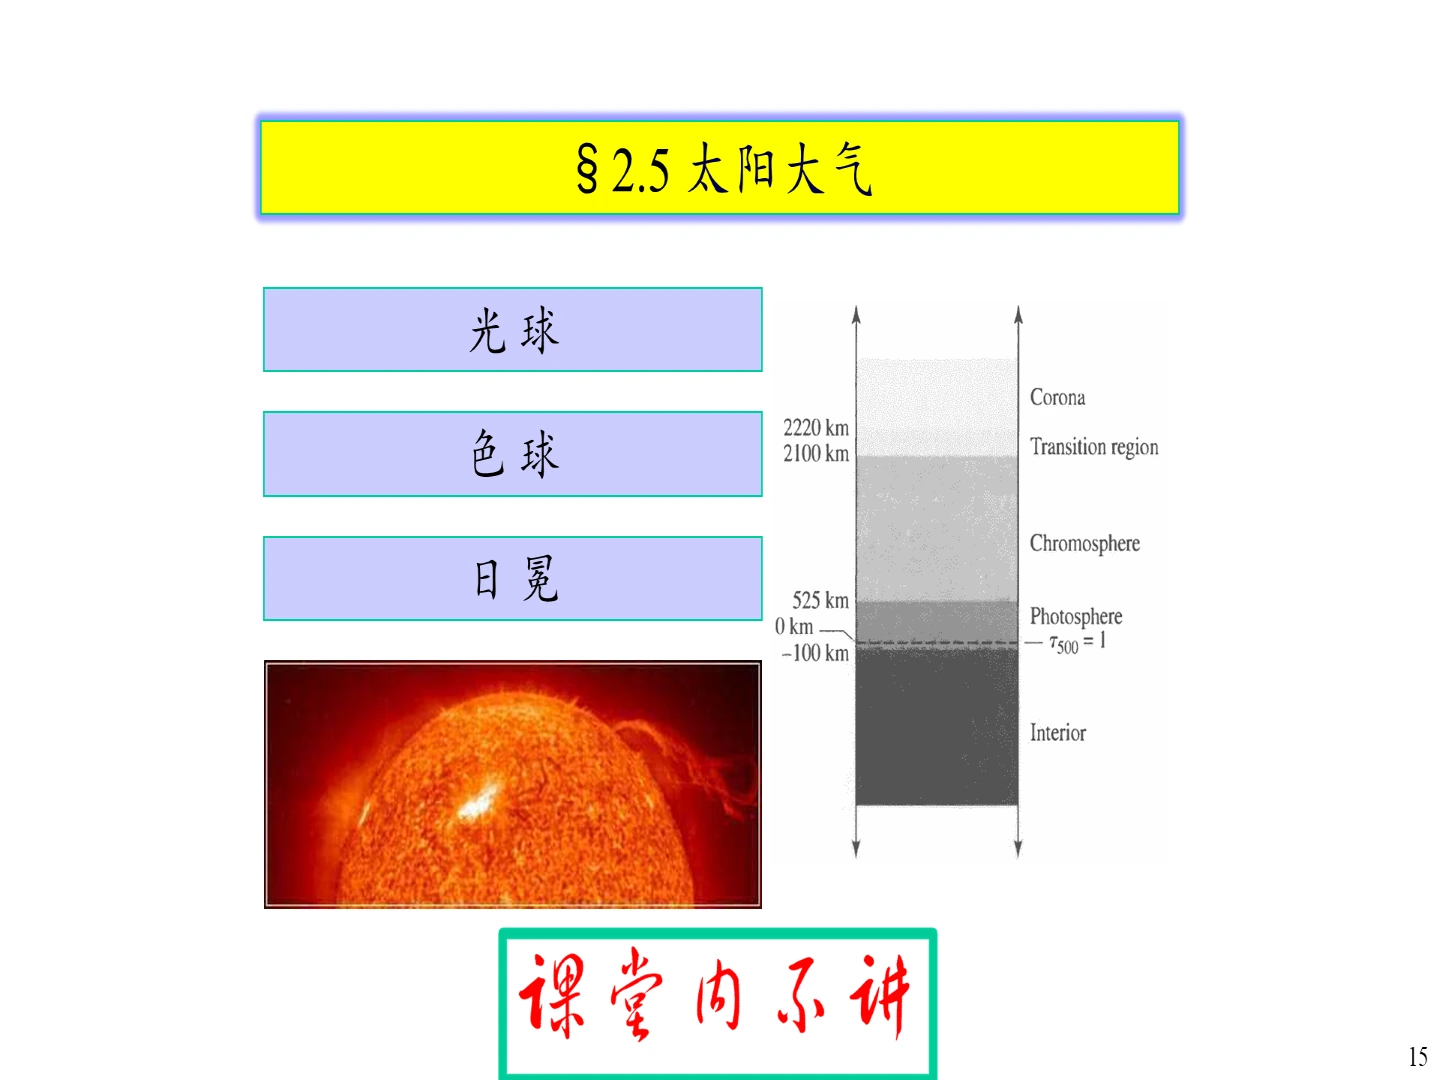 §2.5 太阳大气
光 球
色 球
日 冕
Corona
2220 km
Transition region
2100 km
Chromosphere
525 km
Photosphere
0 km
τ500 = 1
−100 km
Interior
课堂内不讲
15